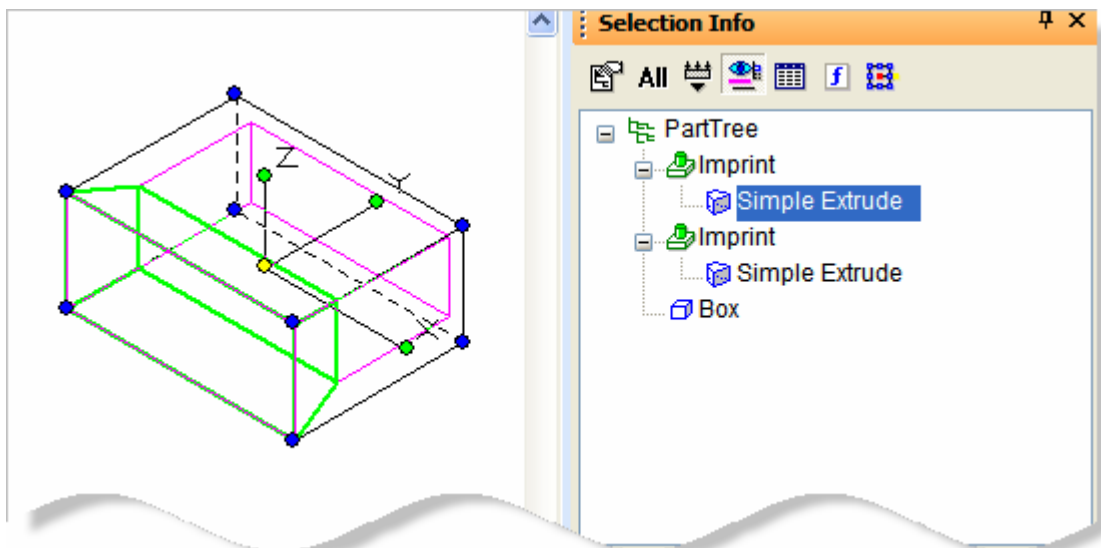 Selection Info
All
f
PartTree
Imprint
Simple Extrude
Imprint
Simple Extrude
Box
Z
Y
X